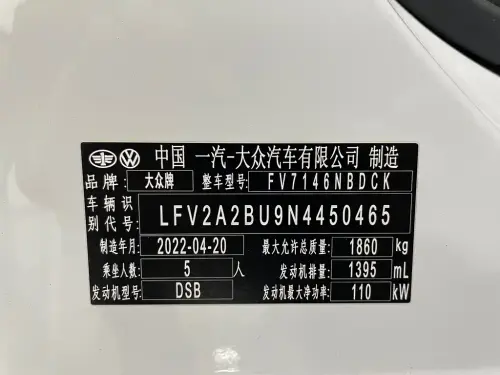 中国 一汽-大众汽车有限公司 制造
品牌: 大众牌 整车型号: FV7146NBDCK
车辆识
别代号: LFV2A2BU9N4450465
制造年月: 2022-04-20 最大允许总质量: 1860 kg
乘坐人数: 5 人 发动机排量: 1395 mL
发动机型号: DSB 发动机最大净功率: 110 kW